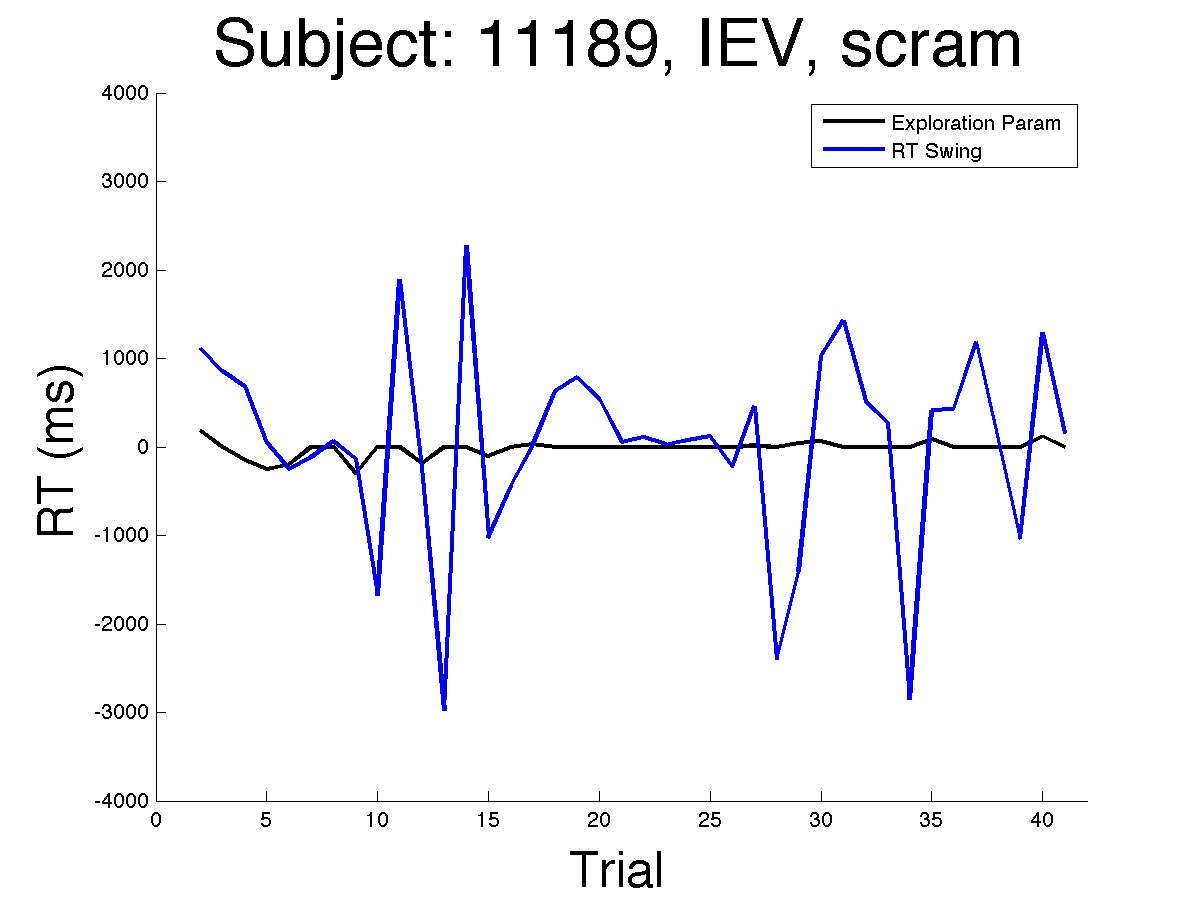 Subject: 11189, IEV, scram
Exploration Param
RT Swing
4000
3000
2000
1000
0
-1000
-2000
-3000
-4000
RT (ms)
0 5 10 15 20 25 30 35 40
Trial